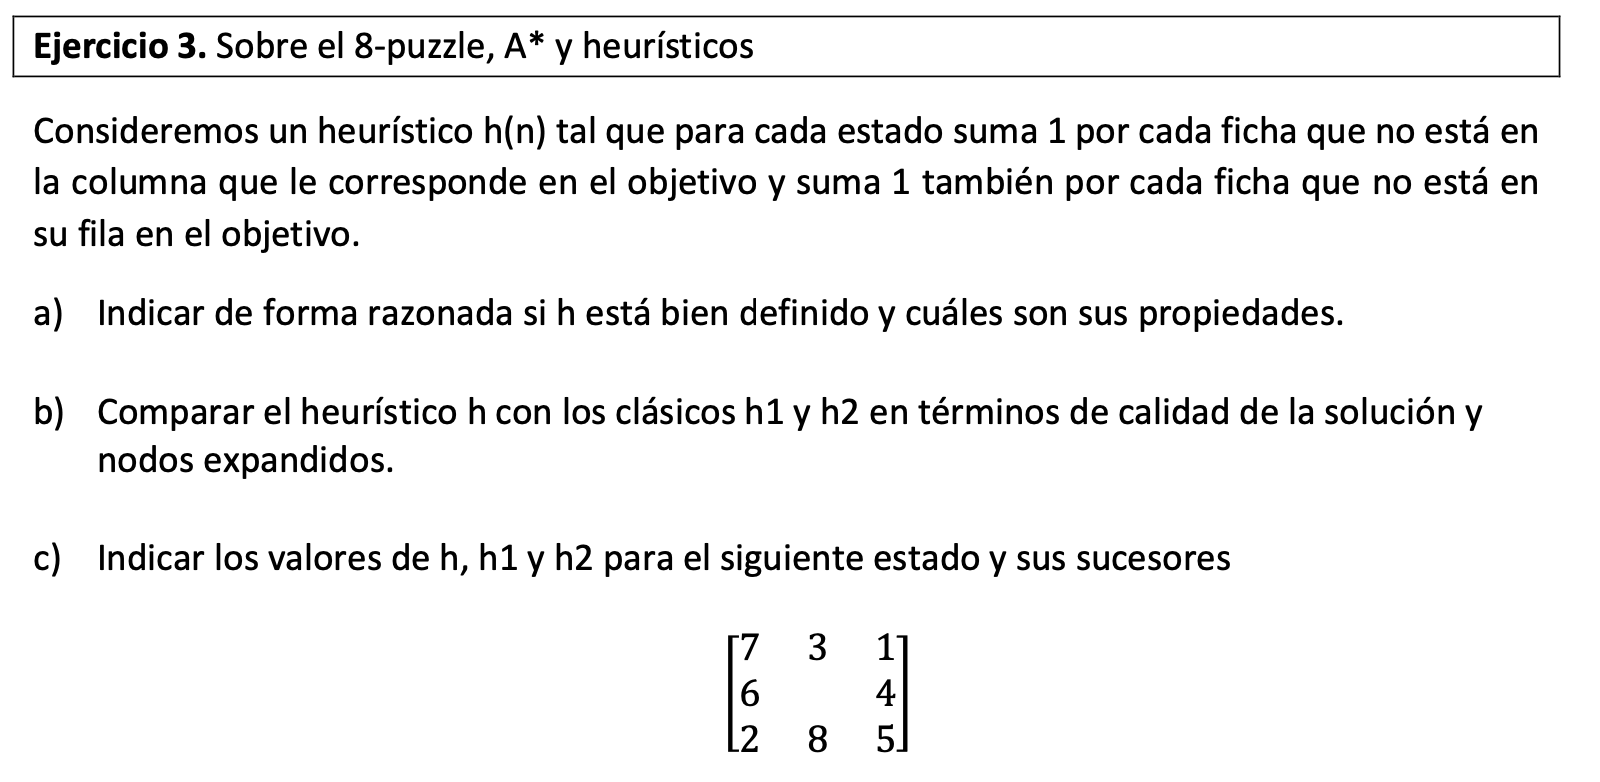 Ejercicio 3. Sobre el 8-puzzle, A* y heurísticos
Consideremos un heurístico h(n) tal que para cada estado suma 1 por cada ficha que no está en
la columna que le corresponde en el objetivo y suma 1 también por cada ficha que no está en
su fila en el objetivo.
a) Indicar de forma razonada si h está bien definido y cuáles son sus propiedades.
b) Comparar el heurístico h con los clásicos h1 y h2 en términos de calidad de la solución y
nodos expandidos.
c) Indicar los valores de h, h1 y h2 para el siguiente estado y sus sucesores
7 3 1
6 4
2 8 5